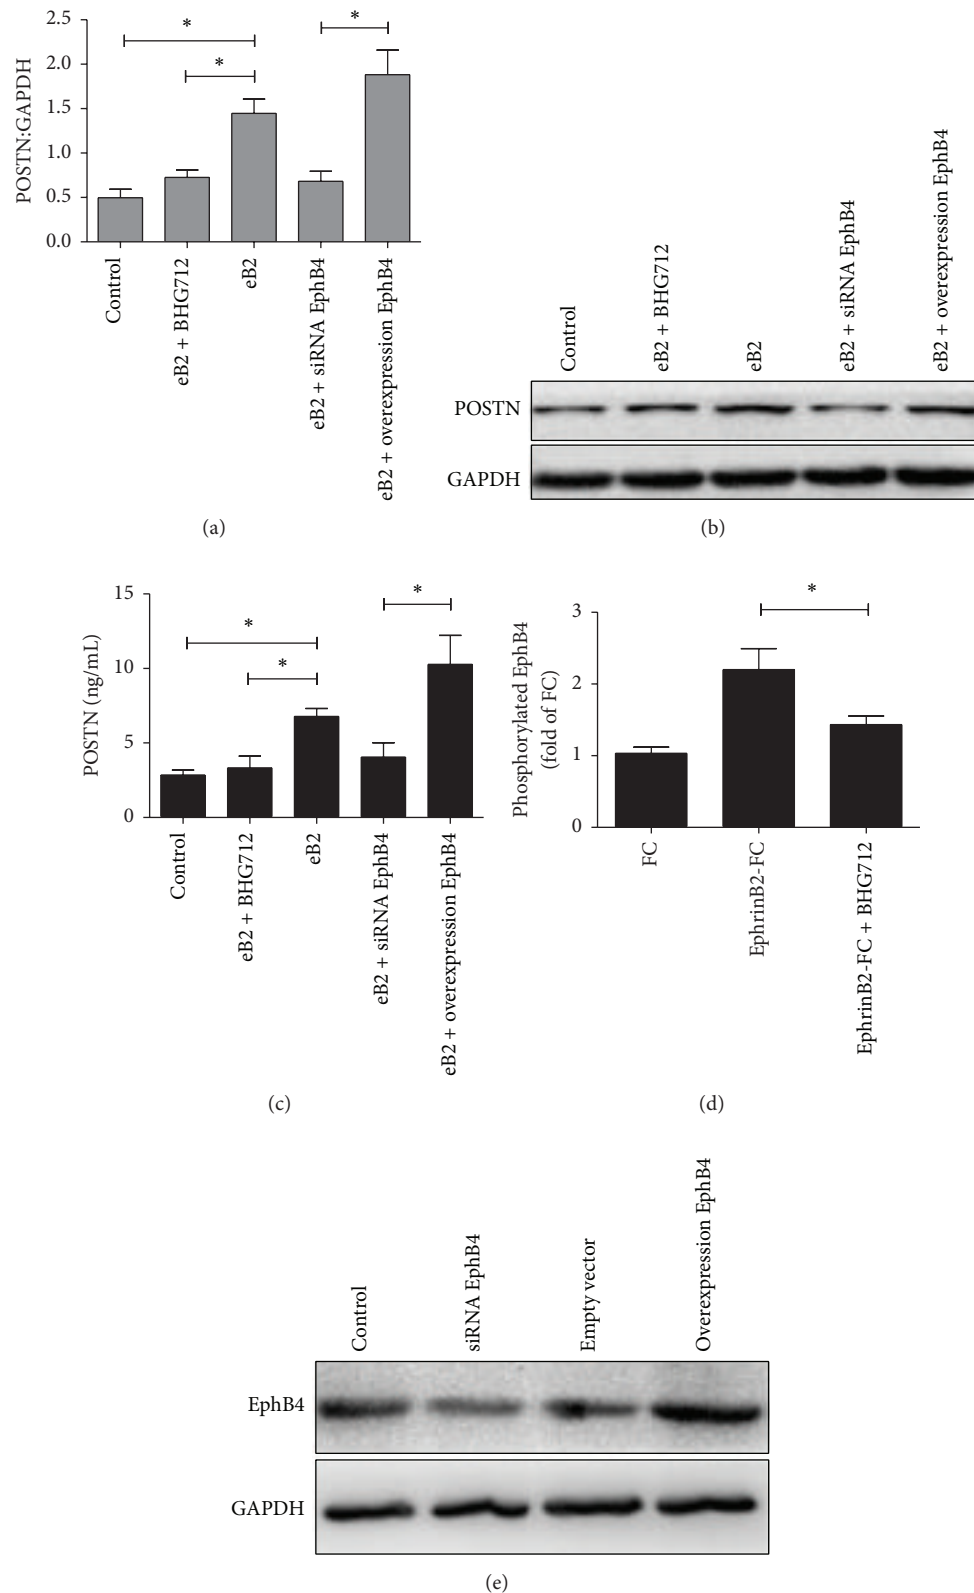 POSTN:GAPDH
2.5
2.0
1.5
1.0
0.5
0.0
*
*
*
Control
eB2 + BHG712
eB2
eB2 + siRNA EphB4
eB2 + overexpression EphB4
(a)
Control
eB2 + BHG712
eB2
eB2 + siRNA EphB4
eB2 + overexpression EphB4
POSTN
GAPDH
(b)
POSTN (ng/mL)
15
10
5
0
*
*
*
Control
eB2 + BHG712
eB2
eB2 + siRNA EphB4
eB2 + overexpression EphB4
(c)
Phosphorylated EphB4
(fold of FC)
3
2
1
0
*
FC
EphrinB2-FC
EphrinB2-FC + BHG712
(d)
Control
siRNA EphB4
Empty vector
Overexpression EphB4
EphB4
GAPDH
(e)